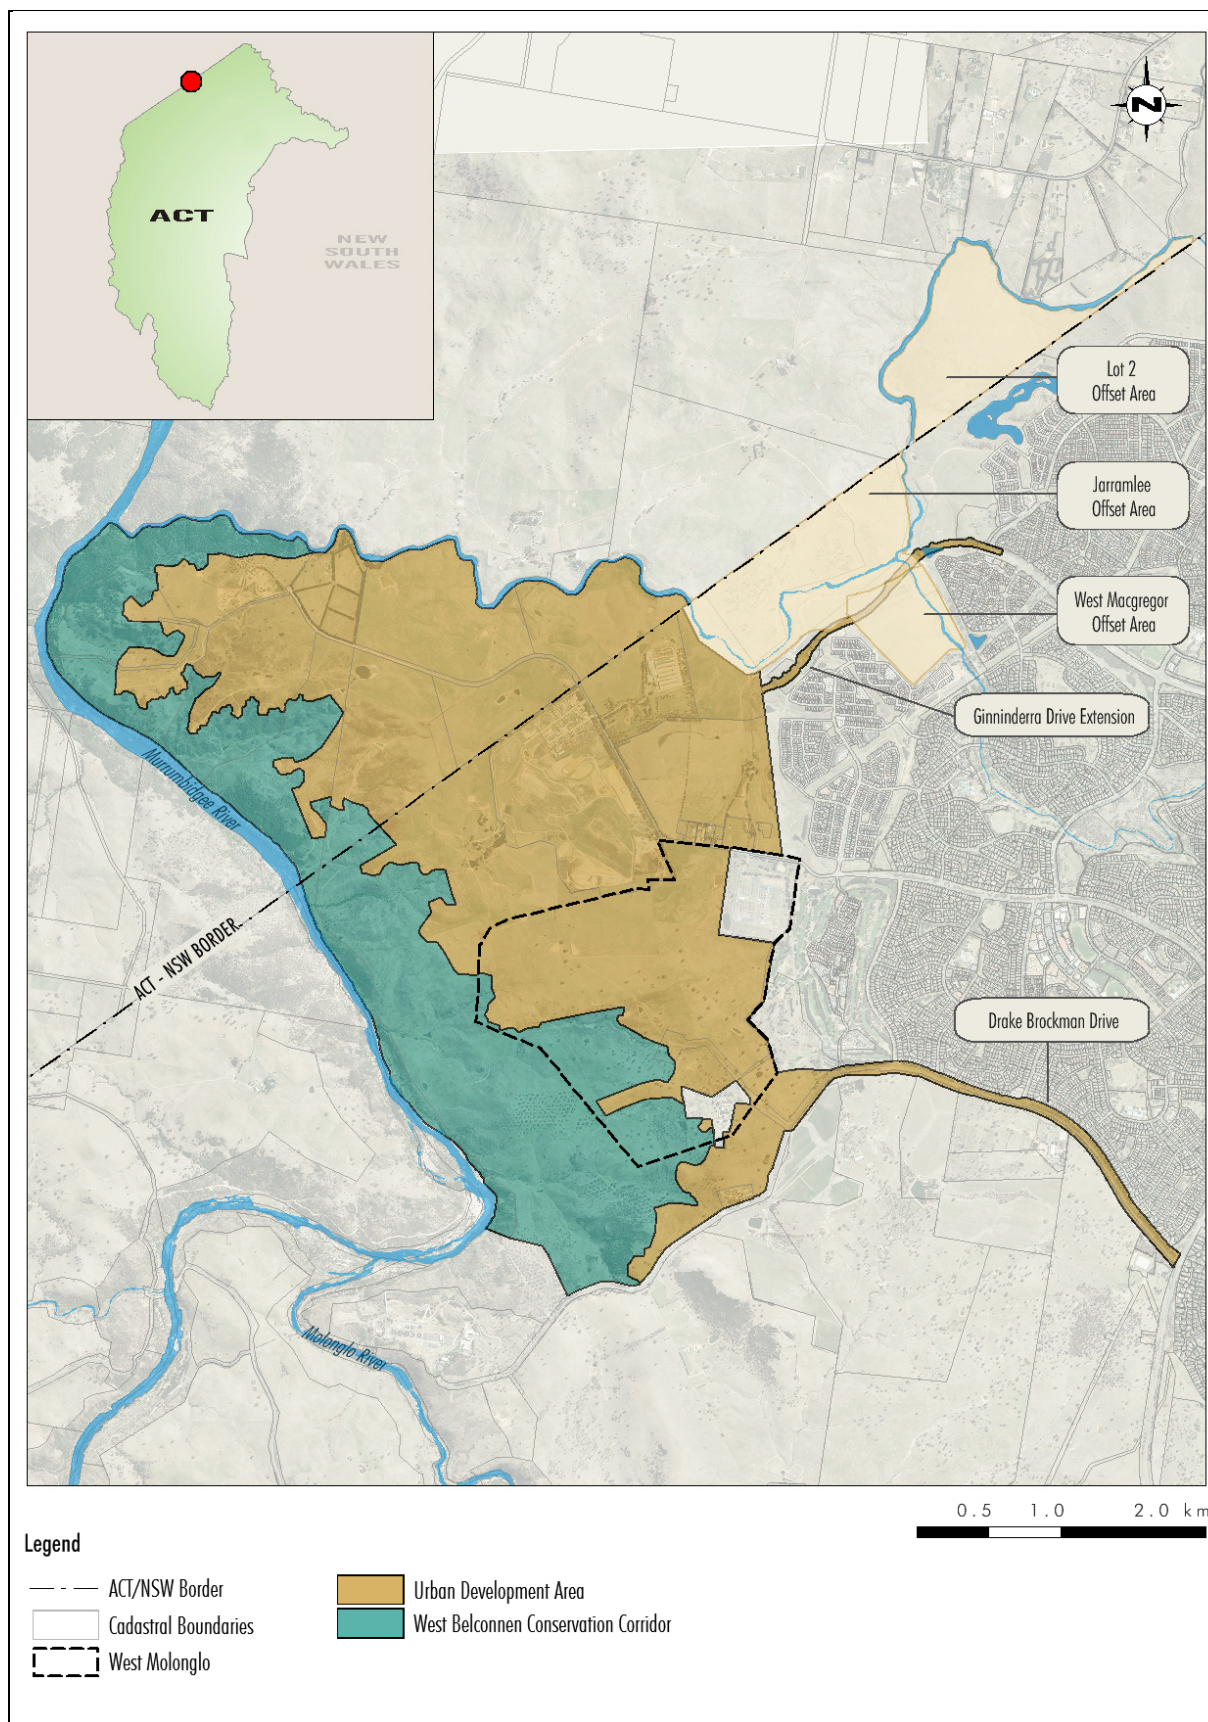 ACT
NEW
SOUTH
WALES
N
Lot 2
Offset Area
Jarramlee
Offset Area
West Macgregor
Offset Area
Ginninderra Drive Extension
Murrumbidgee River
ACT - NSW BORDER
Drake Brockman Drive
Molonglo River
0.5 1.0 2.0 km
Legend
ACT/NSW Border
Cadastral Boundaries
West Molonglo
Urban Development Area
West Belconnen Conservation Corridor